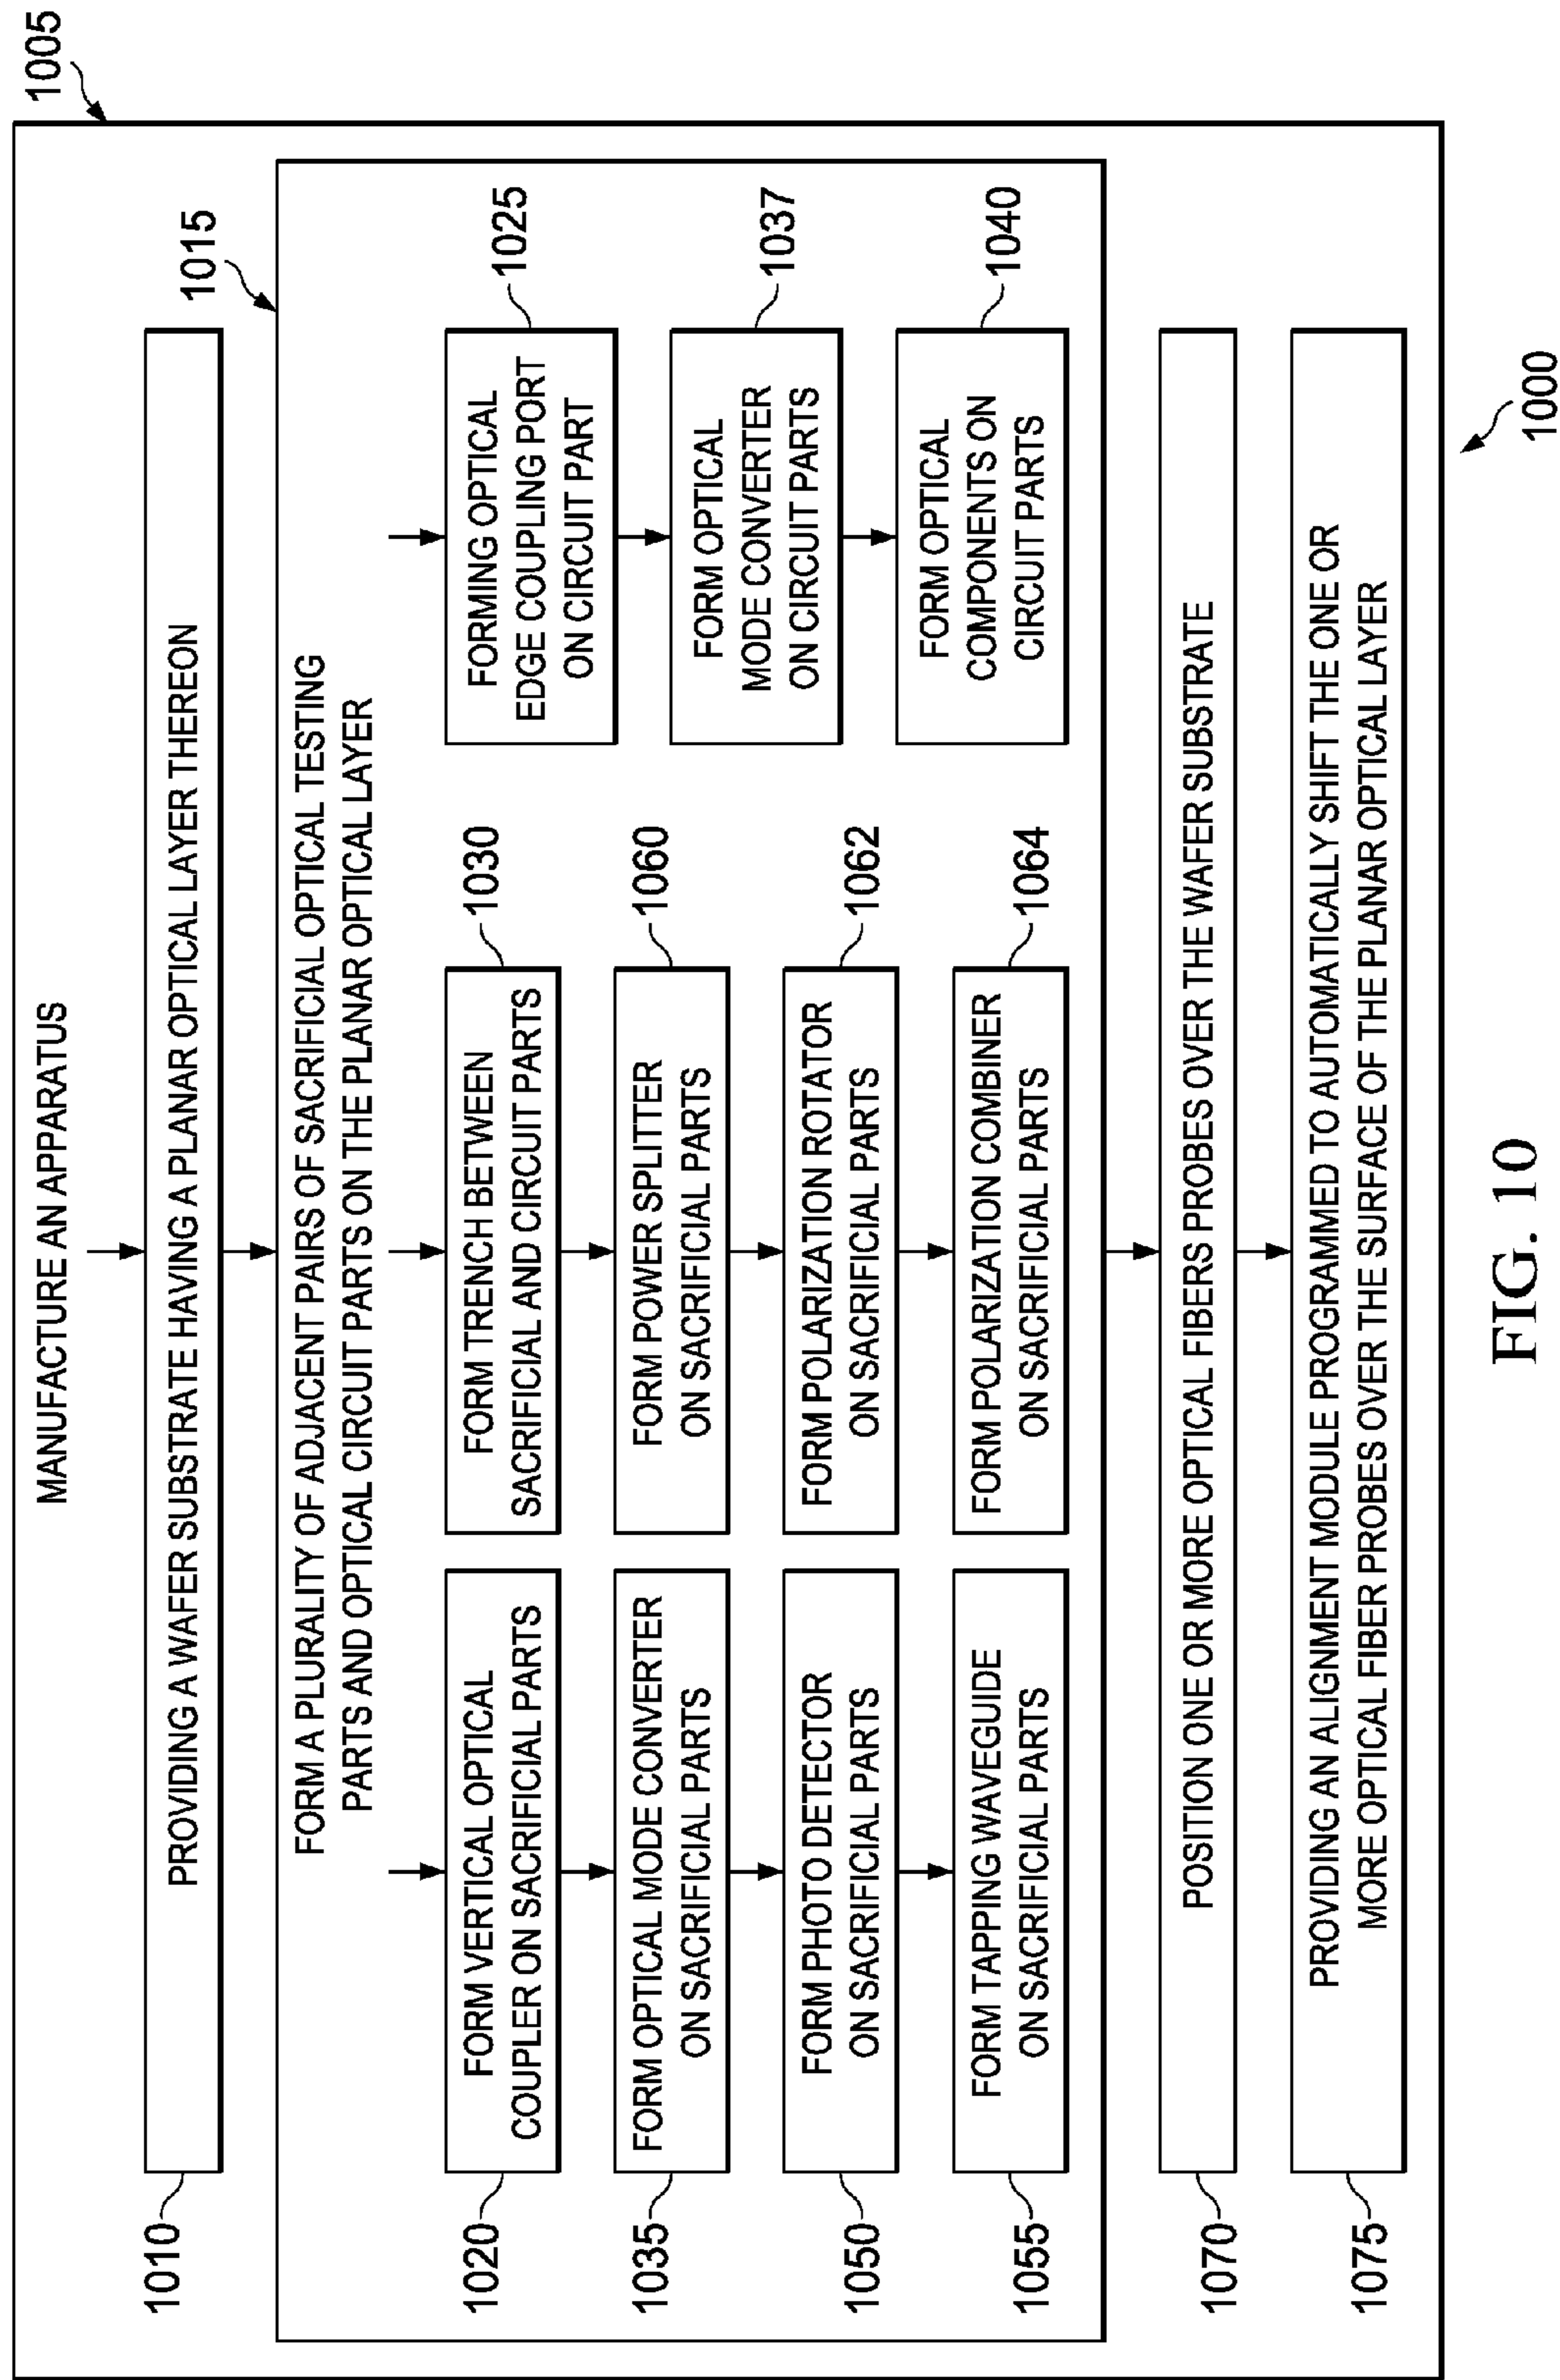 1005
MANUFACTURE AN APPARATUS
1010
PROVIDING A WAFER SUBSTRATE HAVING A PLANAR OPTICAL LAYER THEREON
1015
FORM A PLURALITY OF ADJACENT PAIRS OF SACRIFICIAL OPTICAL TESTING
PARTS AND OPTICAL CIRCUIT PARTS ON THE PLANAR OPTICAL LAYER
1020
FORM VERTICAL OPTICAL
COUPLER ON SACRIFICIAL PARTS
1035
FORM OPTICAL MODE CONVERTER
ON SACRIFICIAL PARTS
1050
FORM PHOTO DETECTOR
ON SACRIFICIAL PARTS
1055
FORM TAPPING WAVEGUIDE
ON SACRIFICIAL PARTS
1030
FORM TRENCH BETWEEN
SACRIFICIAL AND CIRCUIT PARTS
1060
FORM POWER SPLITTER
ON SACRIFICIAL PARTS
1062
FORM POLARIZATION ROTATOR
ON SACRIFICIAL PARTS
1064
FORM POLARIZATION COMBINER
ON SACRIFICIAL PARTS
1025
FORMING OPTICAL
EDGE COUPLING PORT
ON CIRCUIT PART
1037
FORM OPTICAL
MODE CONVERTER
ON CIRCUIT PARTS
1040
FORM OPTICAL
COMPONENTS ON
CIRCUIT PARTS
1070
POSITION ONE OR MORE OPTICAL FIBERS PROBES OVER THE WAFER SUBSTRATE
1075
PROVIDING AN ALIGNMENT MODULE PROGRAMMED TO AUTOMATICALLY SHIFT THE ONE OR
MORE OPTICAL FIBER PROBES OVER THE SURFACE OF THE PLANAR OPTICAL LAYER
1000
FIG. 10